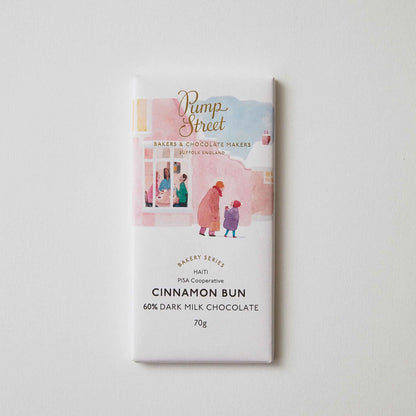 Pump
Street
BAKERS & CHOCOLATE MAKERS
SUFFOLK ENGLAND
BAKERY SERIES
HAITI
PISA Cooperative
CINNAMON BUN
60% DARK MILK CHOCOLATE
70g